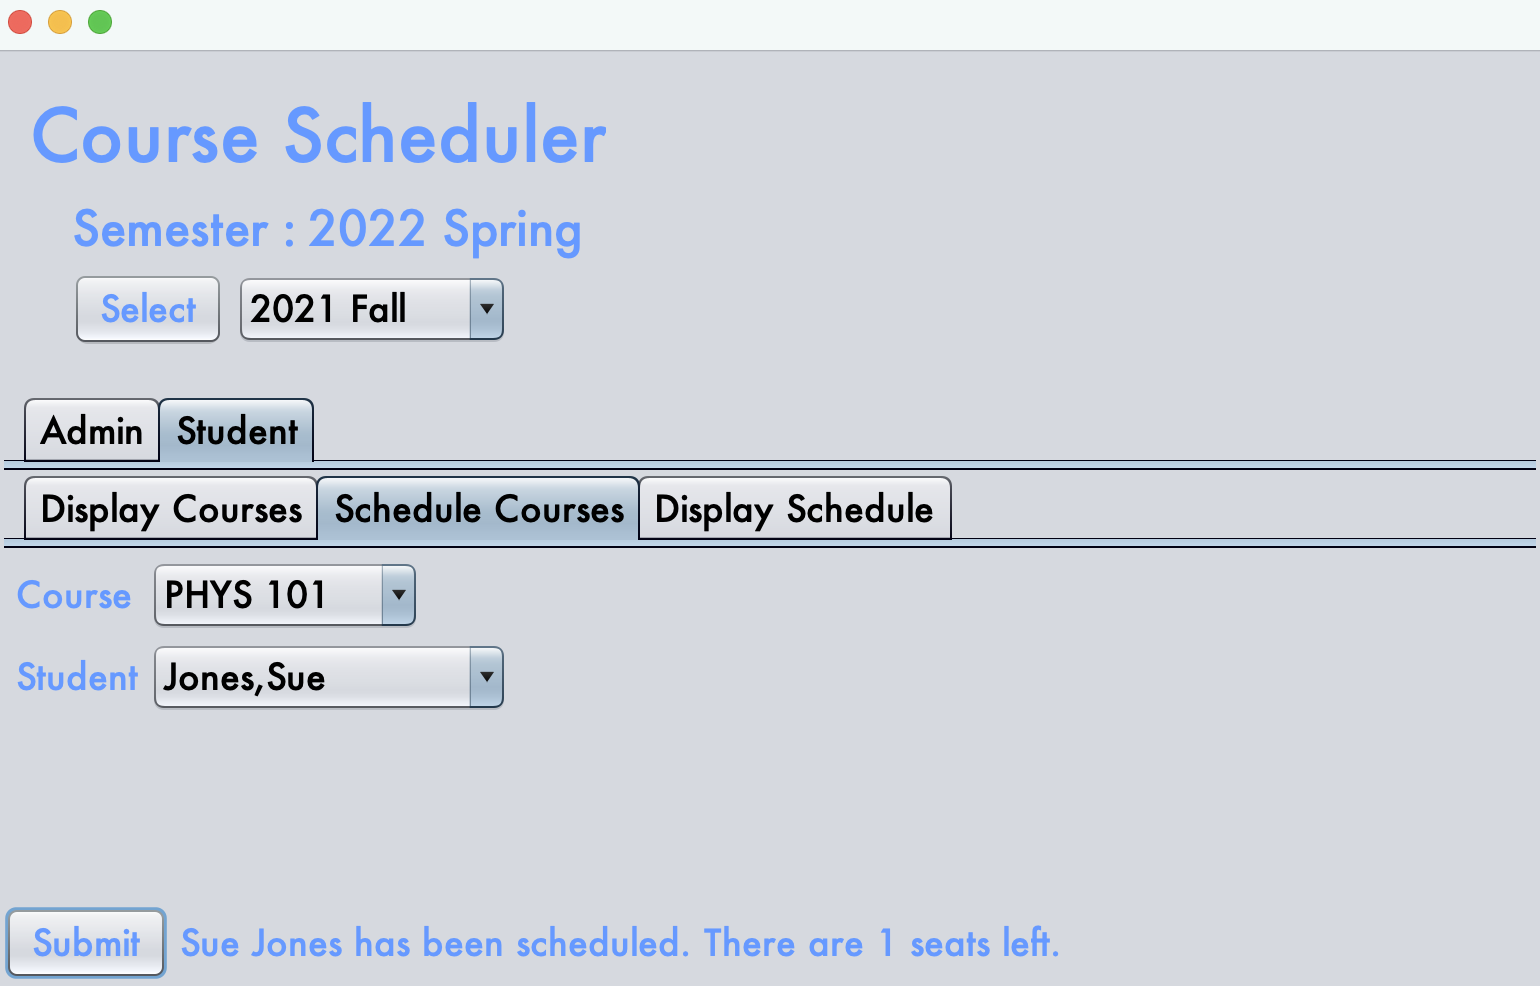 Course Scheduler
Semester : 2022 Spring
Select 2021 Fall
Admin Student
Display Courses Schedule Courses Display Schedule
Course PHYS 101
Student Jones,Sue
Submit Sue Jones has been scheduled. There are 1 seats left.